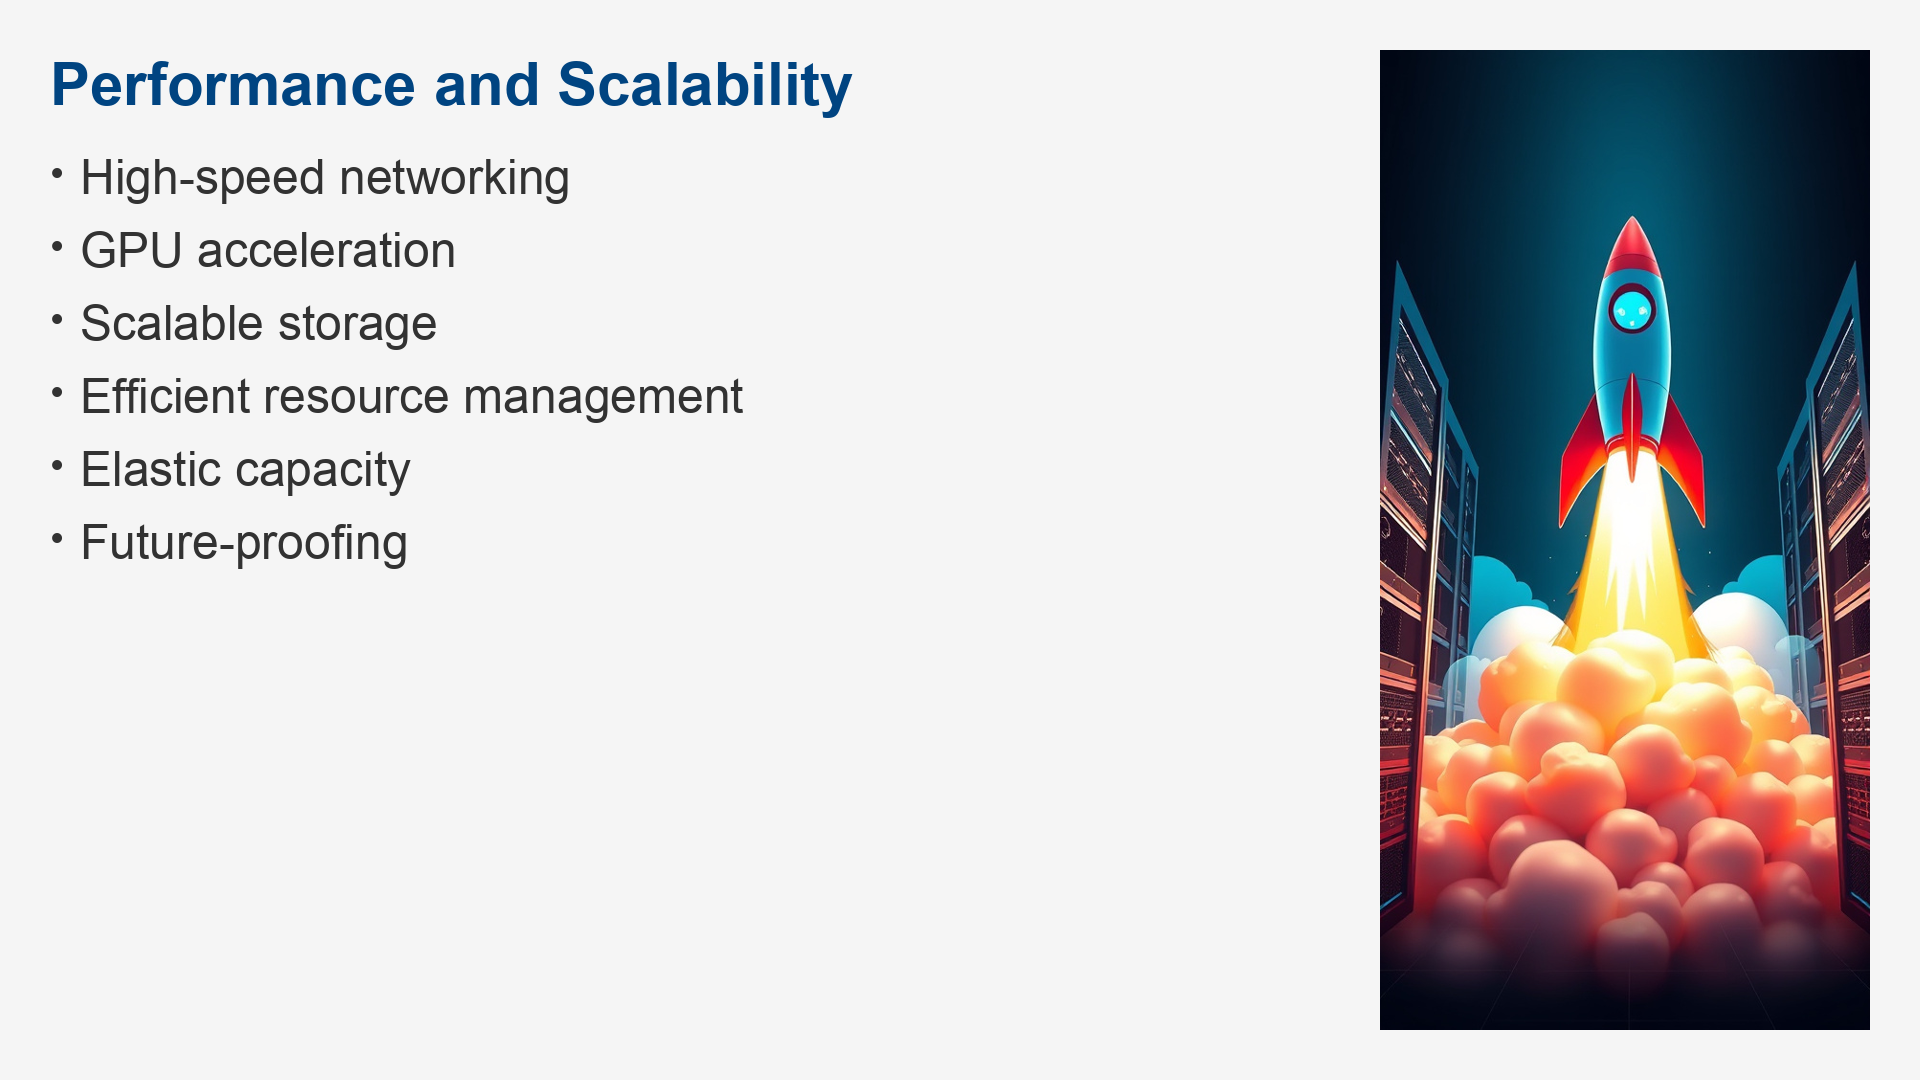 Performance and Scalability
• High-speed networking
• GPU acceleration
• Scalable storage
• Efficient resource management
• Elastic capacity
• Future-proofing